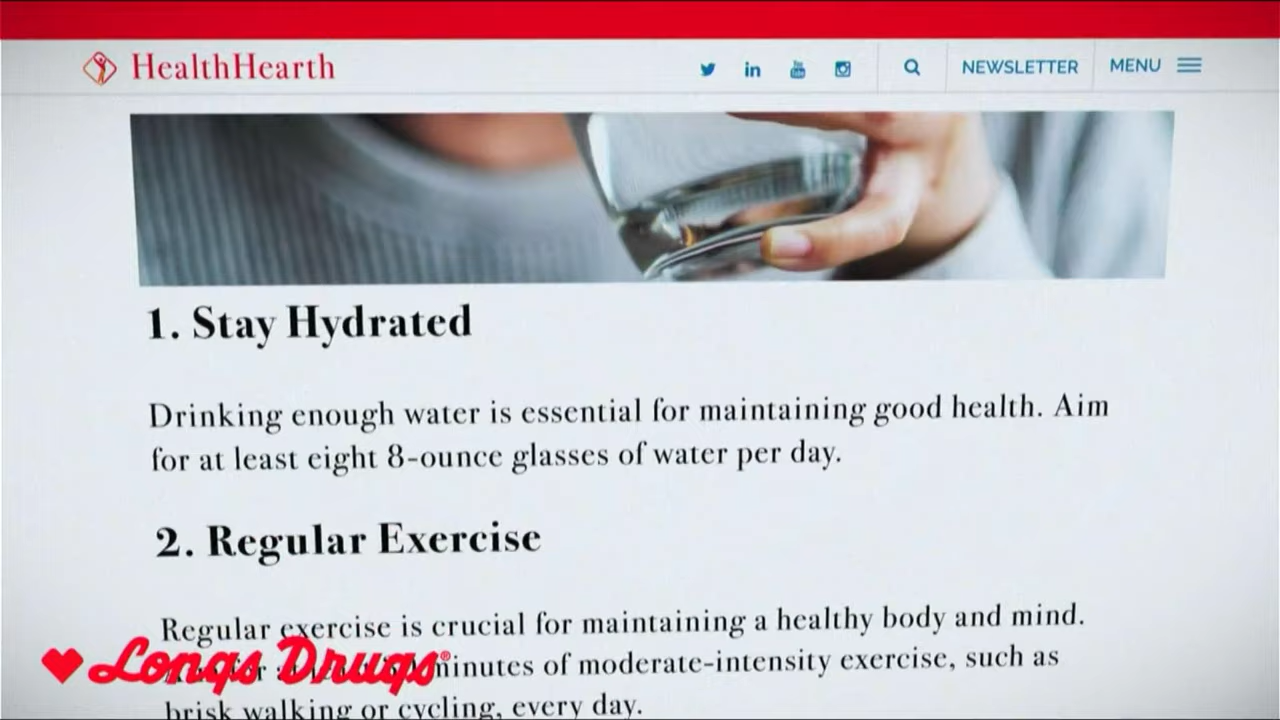 HealthHearth
NEWSLETTER
MENU
1. Stay Hydrated
Drinking enough water is essential for maintaining good health. Aim
for at least eight 8-ounce glasses of water per day.
2. Regular Exercise
Regular exercise is crucial for maintaining a healthy body and mind.
minutes of moderate-intensity exercise, such as
brisk walking or cycling, every day.
Longs Drugs®